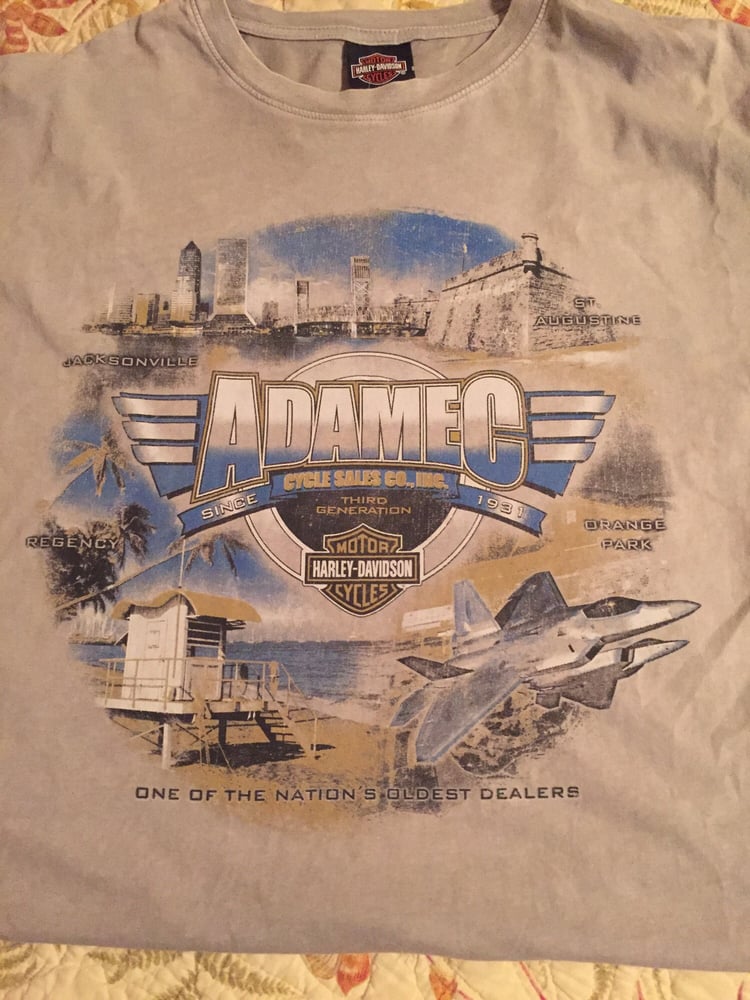 MOTOR
HARLEY-DAVIDSON
CYCLES
ST.
AUGUSTINE
JACKSONVILLE
ADAMEC
CYCLE SALES CO., INC.
SINCE 1931
THIRD
GENERATION
REGENCY
ORANGE
PARK
MOTOR
HARLEY-DAVIDSON
CYCLES
ONE OF THE NATION'S OLDEST DEALERS